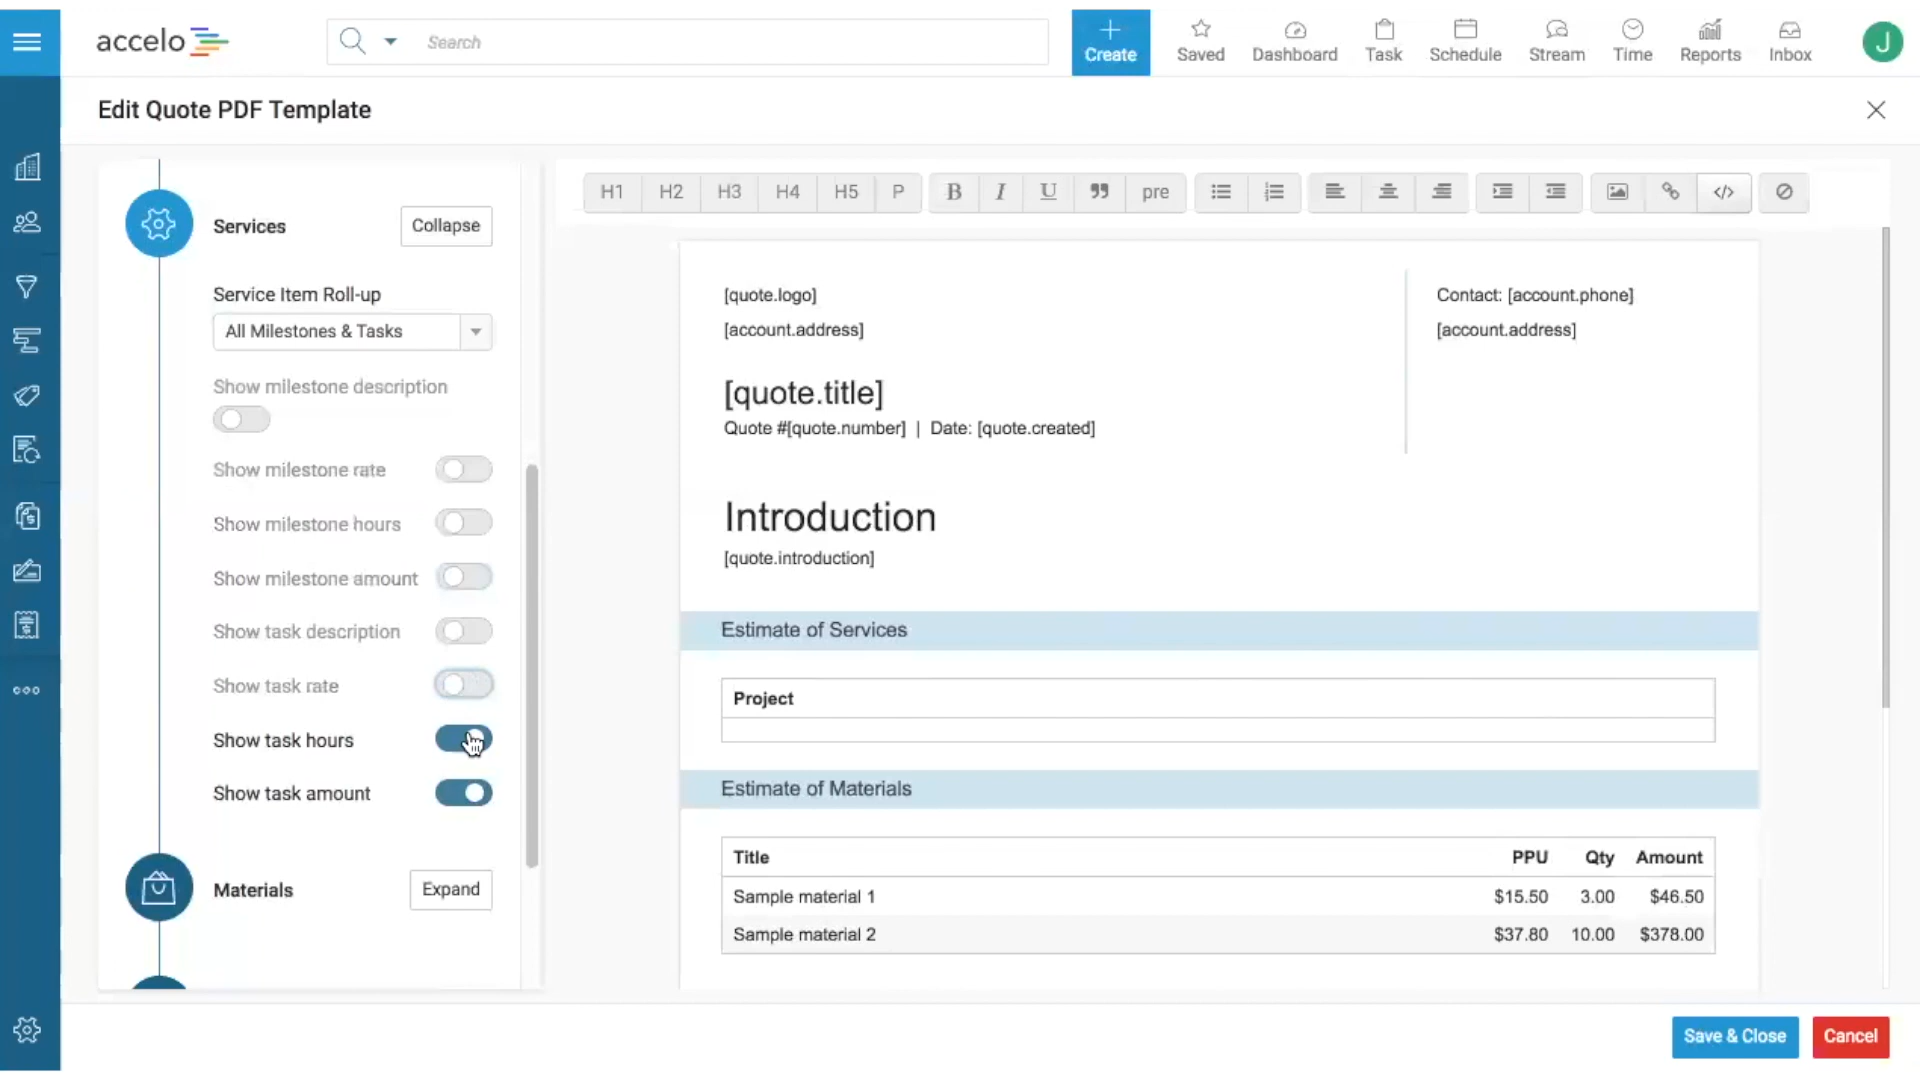 accelo
Search
Create
Saved
Dashboard
Task
Schedule
Stream
Time
Reports
Inbox
J
Edit Quote PDF Template
Services
Collapse
Service Item Roll-up
All Milestones & Tasks
Show milestone description
Show milestone rate
Show milestone hours
Show milestone amount
Show task description
Show task rate
Show task hours
Show task amount
Materials
Expand
H1 H2 H3 H4 H5 P B I U pre
[quote.logo]
[account.address]
Contact: [account.phone]
[account.address]
[quote.title]
Quote #[quote.number] | Date: [quote.created]
Introduction
[quote.introduction]
Estimate of Services
Project
Estimate of Materials
Title PPU Qty Amount
Sample material 1 $15.50 3.00 $46.50
Sample material 2 $37.80 10.00 $378.00
Save & Close
Cancel